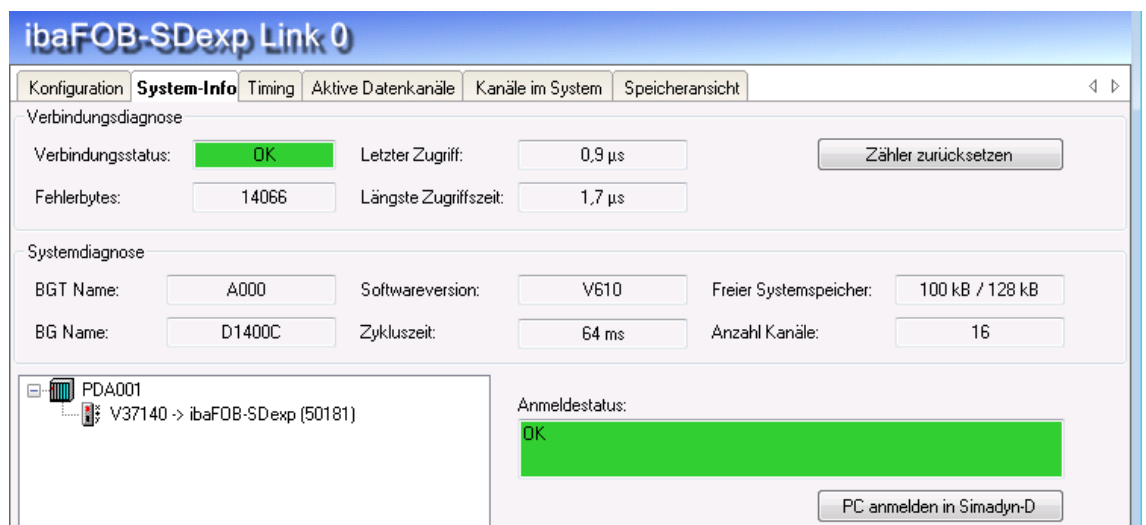 ibaFOB-SDexp Link 0
Konfiguration System-Info Timing Aktive Datenkanäle Kanäle im System Speicheransicht
Verbindungsdiagnose
Verbindungsstatus: OK Letzter Zugriff: 0,9 µs Zähler zurücksetzen
Fehlerbytes: 14066 Längste Zugriffszeit: 1,7 µs
Systemdiagnose
BGT Name: A000 Softwareversion: V610 Freier Systemspeicher: 100 kB / 128 kB
BG Name: D1400C Zykluszeit: 64 ms Anzahl Kanäle: 16
PDA001
V37140 -> ibaFOB-SDexp (50181)
Anmeldestatus:
OK
PC anmelden in Simadyn-D